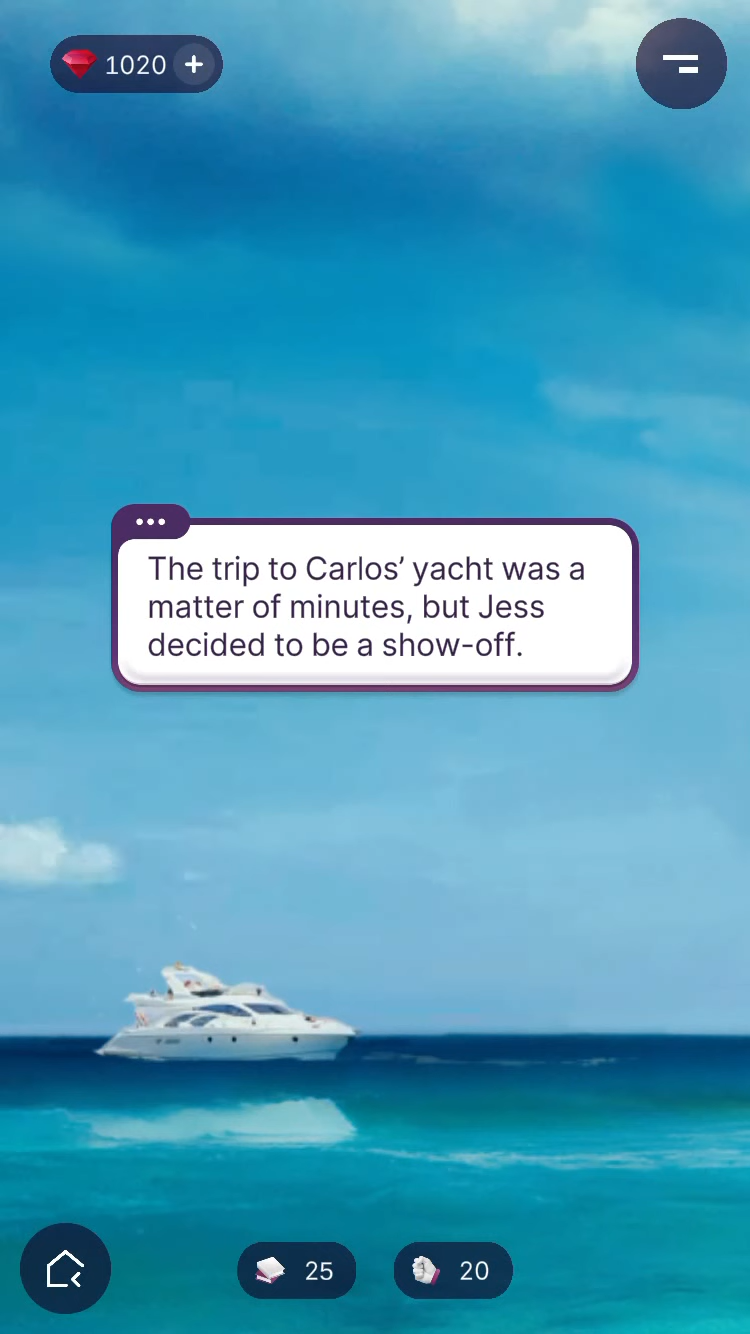 1020
The trip to Carlos’ yacht was a
matter of minutes, but Jess
decided to be a show-off.
25
20